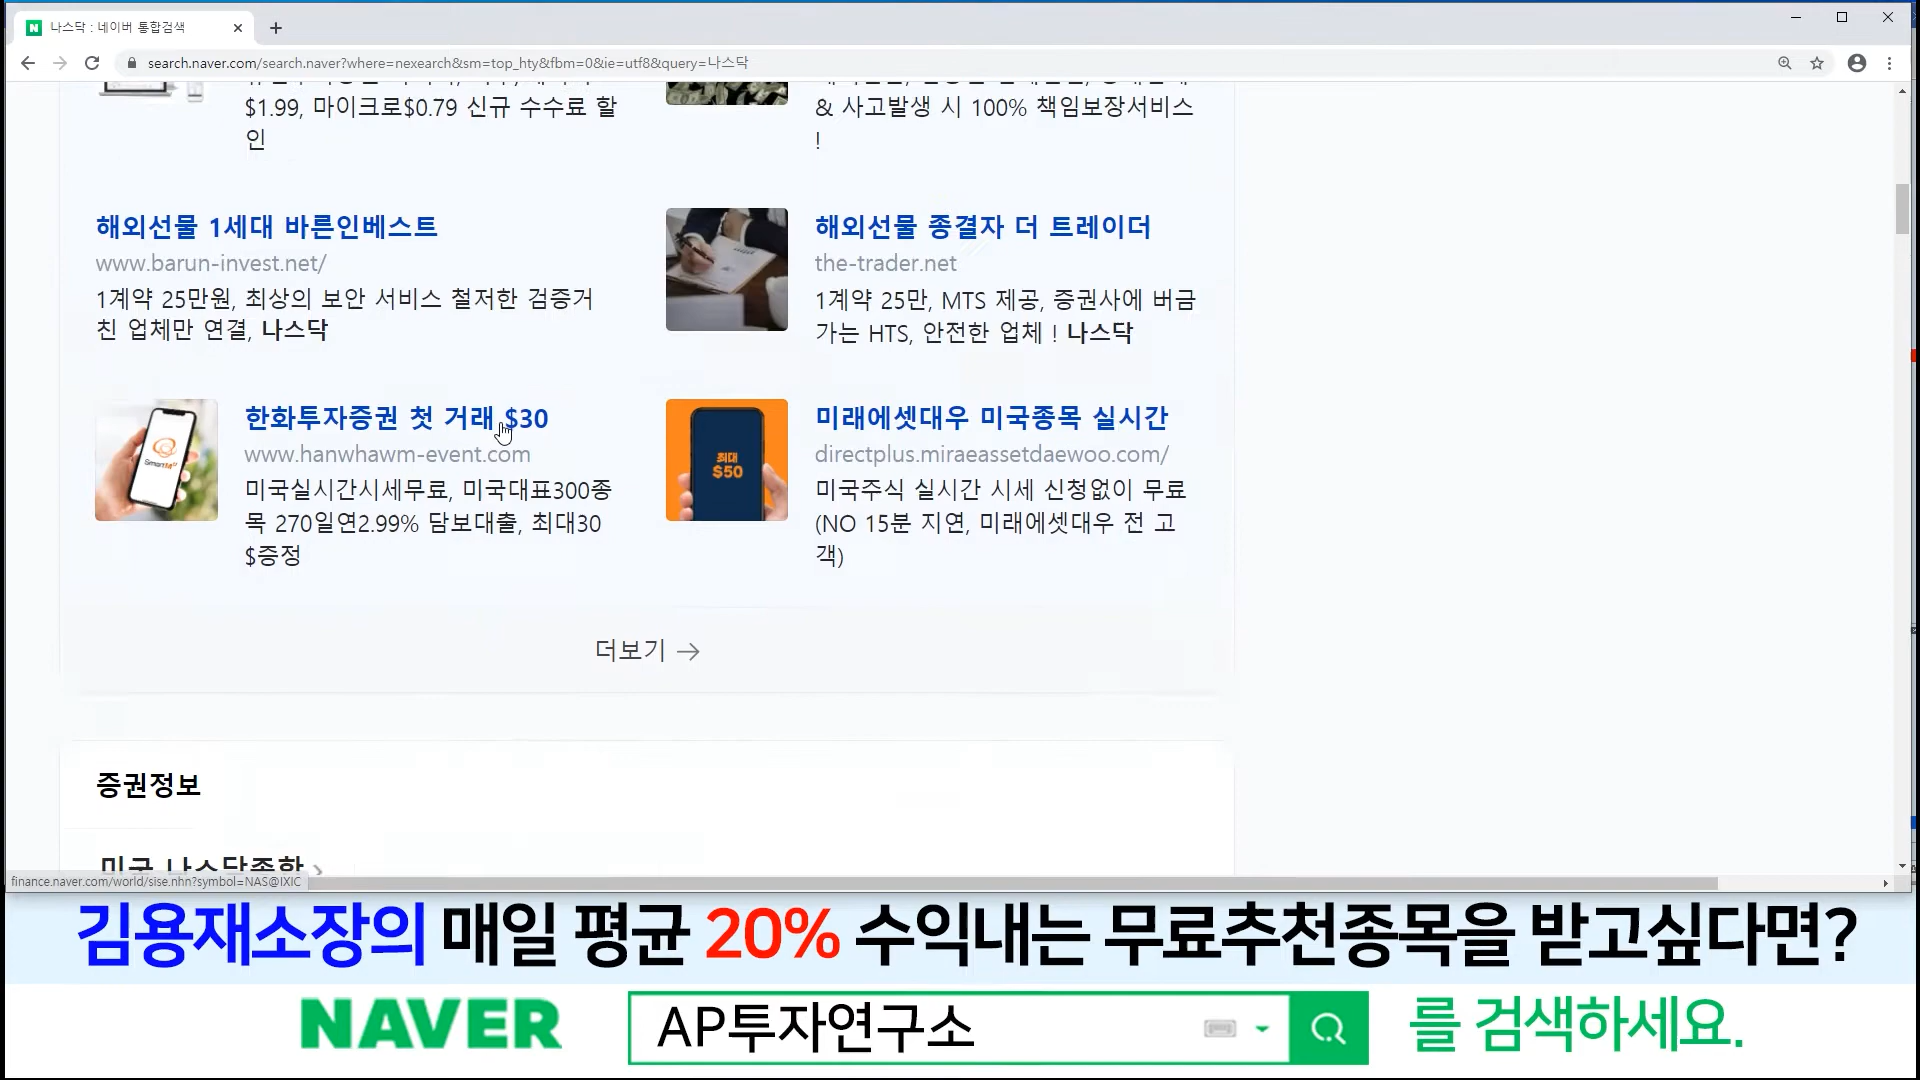 나스닥 : 네이버 통합검색
search.naver.com/search.naver?where=nexearch&sm=top_hty&fbm=0&ie=utf8&query=나스닥
$1.99, 마이크로$0.79 신규 수수료 할
인
& 사고발생 시 100% 책임보장서비스
!
해외선물 1세대 바른인베스트
www.barun-invest.net/
1계약 25만원, 최상의 보안 서비스 철저한 검증거
친 업체만 연결, 나스닥
해외선물 종결자 더 트레이더
the-trader.net
1계약 25만, MTS 제공, 증권사에 버금
가는 HTS, 안전한 업체 ! 나스닥
한화투자증권 첫 거래 $30
www.hanwhawm-event.com
미국실시간시세무료, 미국대표300종
목 270일연2.99% 담보대출, 최대30
$증정
최대
$50
미래에셋대우 미국종목 실시간
directplus.miraeassetdaewoo.com/
미국주식 실시간 시세 신청없이 무료
(NO 15분 지연, 미래에셋대우 전 고
객)
더보기
증권정보
미국 나스닥종합
finance.naver.com/world/sise.nhn?symbol=NAS@IXIC
김용재소장의 매일 평균 20% 수익내는 무료추천종목을 받고싶다면?
NAVER AP투자연구소 를 검색하세요.